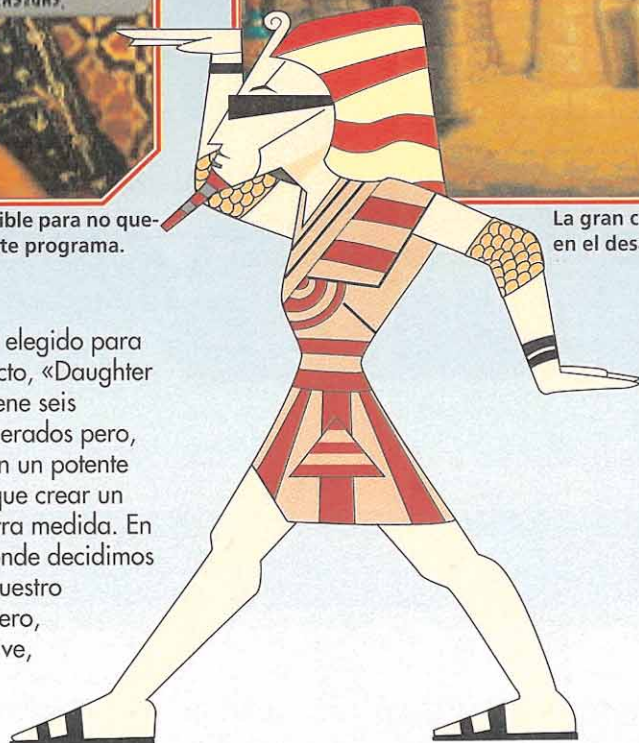 ible para no que-
te programa.
La gran c
en el des
elegido para
cto, «Daughter
ene seis
erados pero,
n un potente
que crear un
tra medida. En
nde decidimos
uestro
ero,
ve,